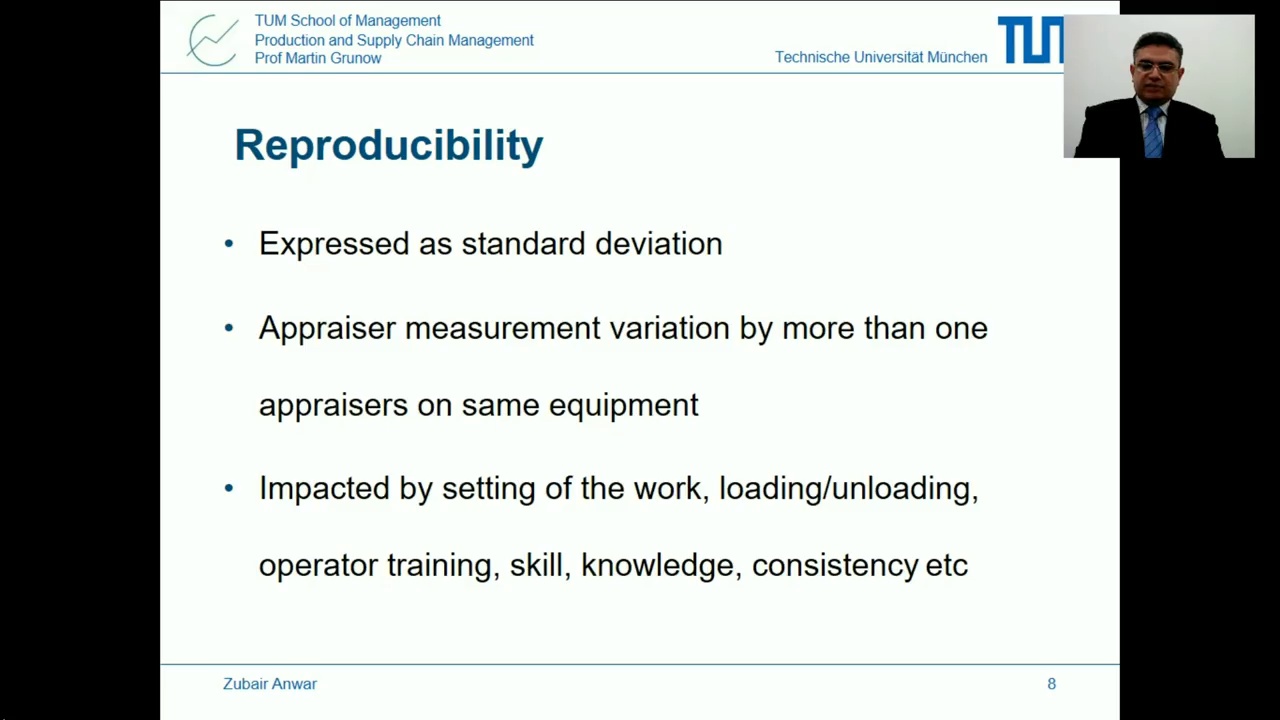 TUM School of Management
Production and Supply Chain Management
Prof Martin Grunow
Technische Universität München
TUM
Reproducibility
• Expressed as standard deviation
• Appraiser measurement variation by more than one
appraisers on same equipment
• Impacted by setting of the work, loading/unloading,
operator training, skill, knowledge, consistency etc
Zubair Anwar
8